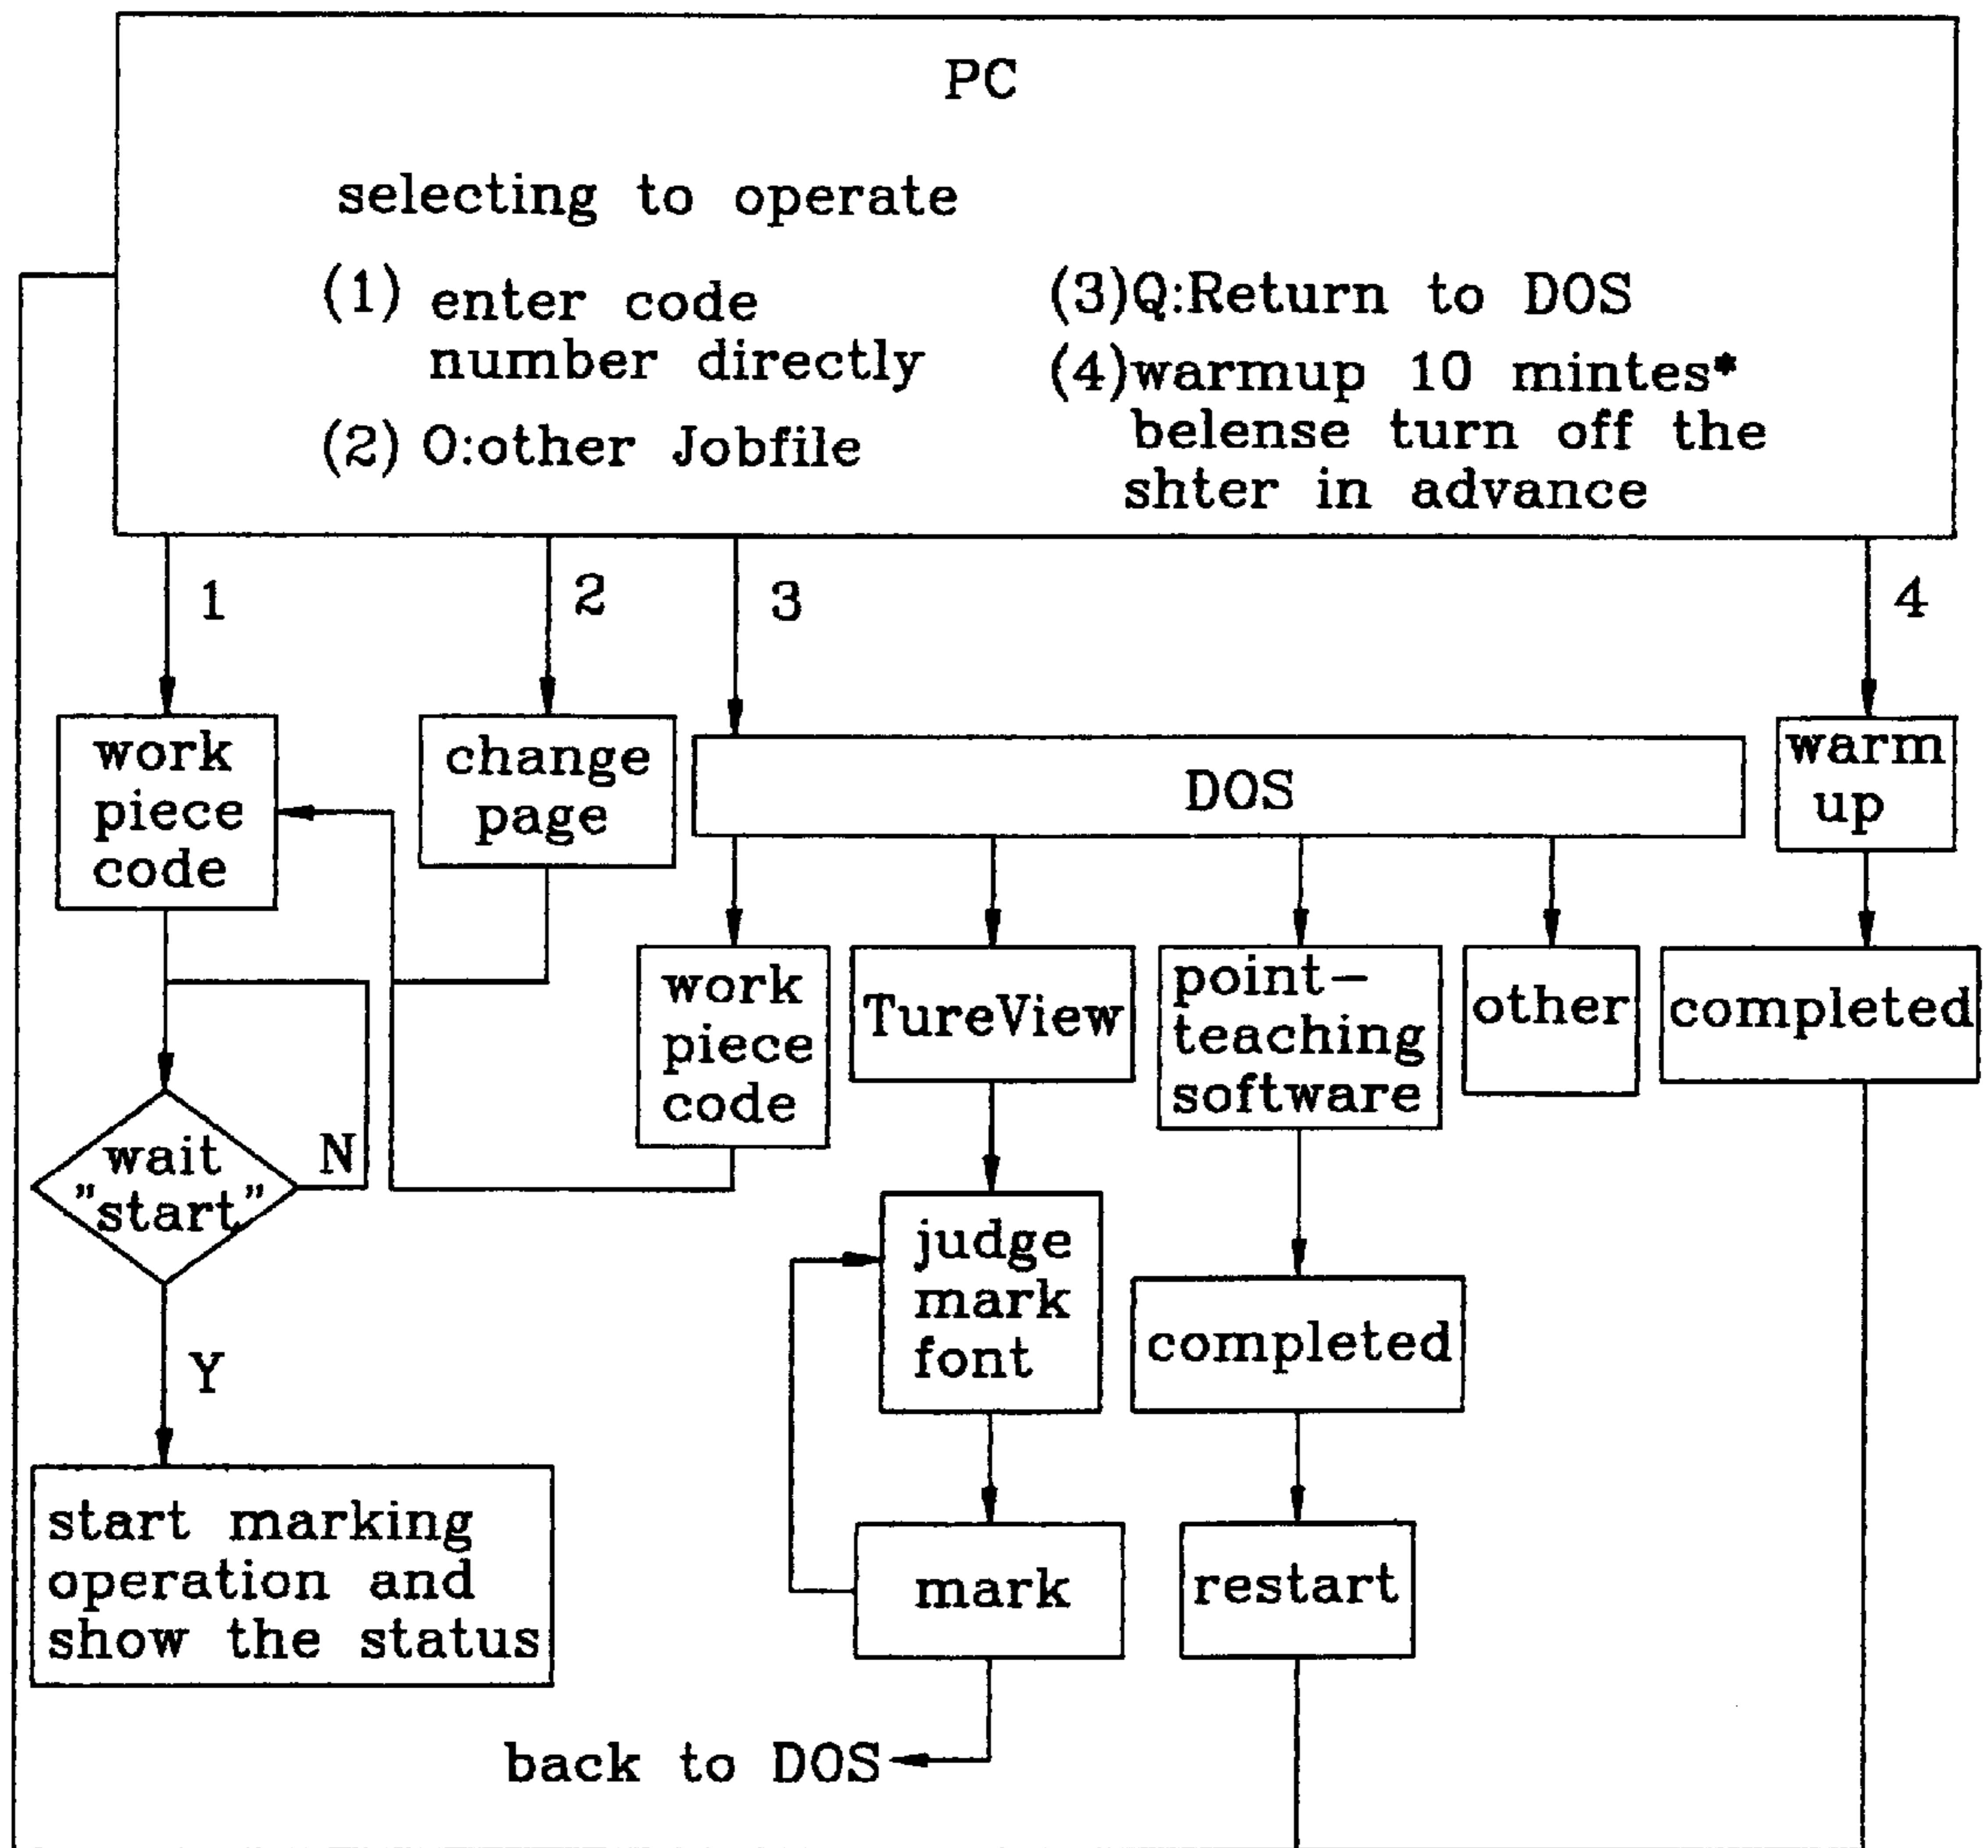 PC
selecting to operate
(1) enter code
number directly
(2) O:other Jobfile
(3)Q:Return to DOS
(4)warmup 10 mintes*
belense turn off the
shter in advance
1
2
3
4
work
piece
code
change
page
DOS
warm
up
work
piece
code
TureView
point-
teaching
software
other
completed
wait
"start"
N
judge
mark
font
completed
Y
start marking
operation and
show the status
mark
restart
back to DOS